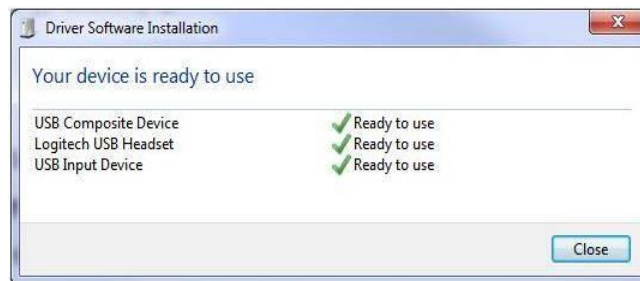 Driver Software Installation
Your device is ready to use
USB Composite Device Ready to use
Logitech USB Headset Ready to use
USB Input Device Ready to use
Close